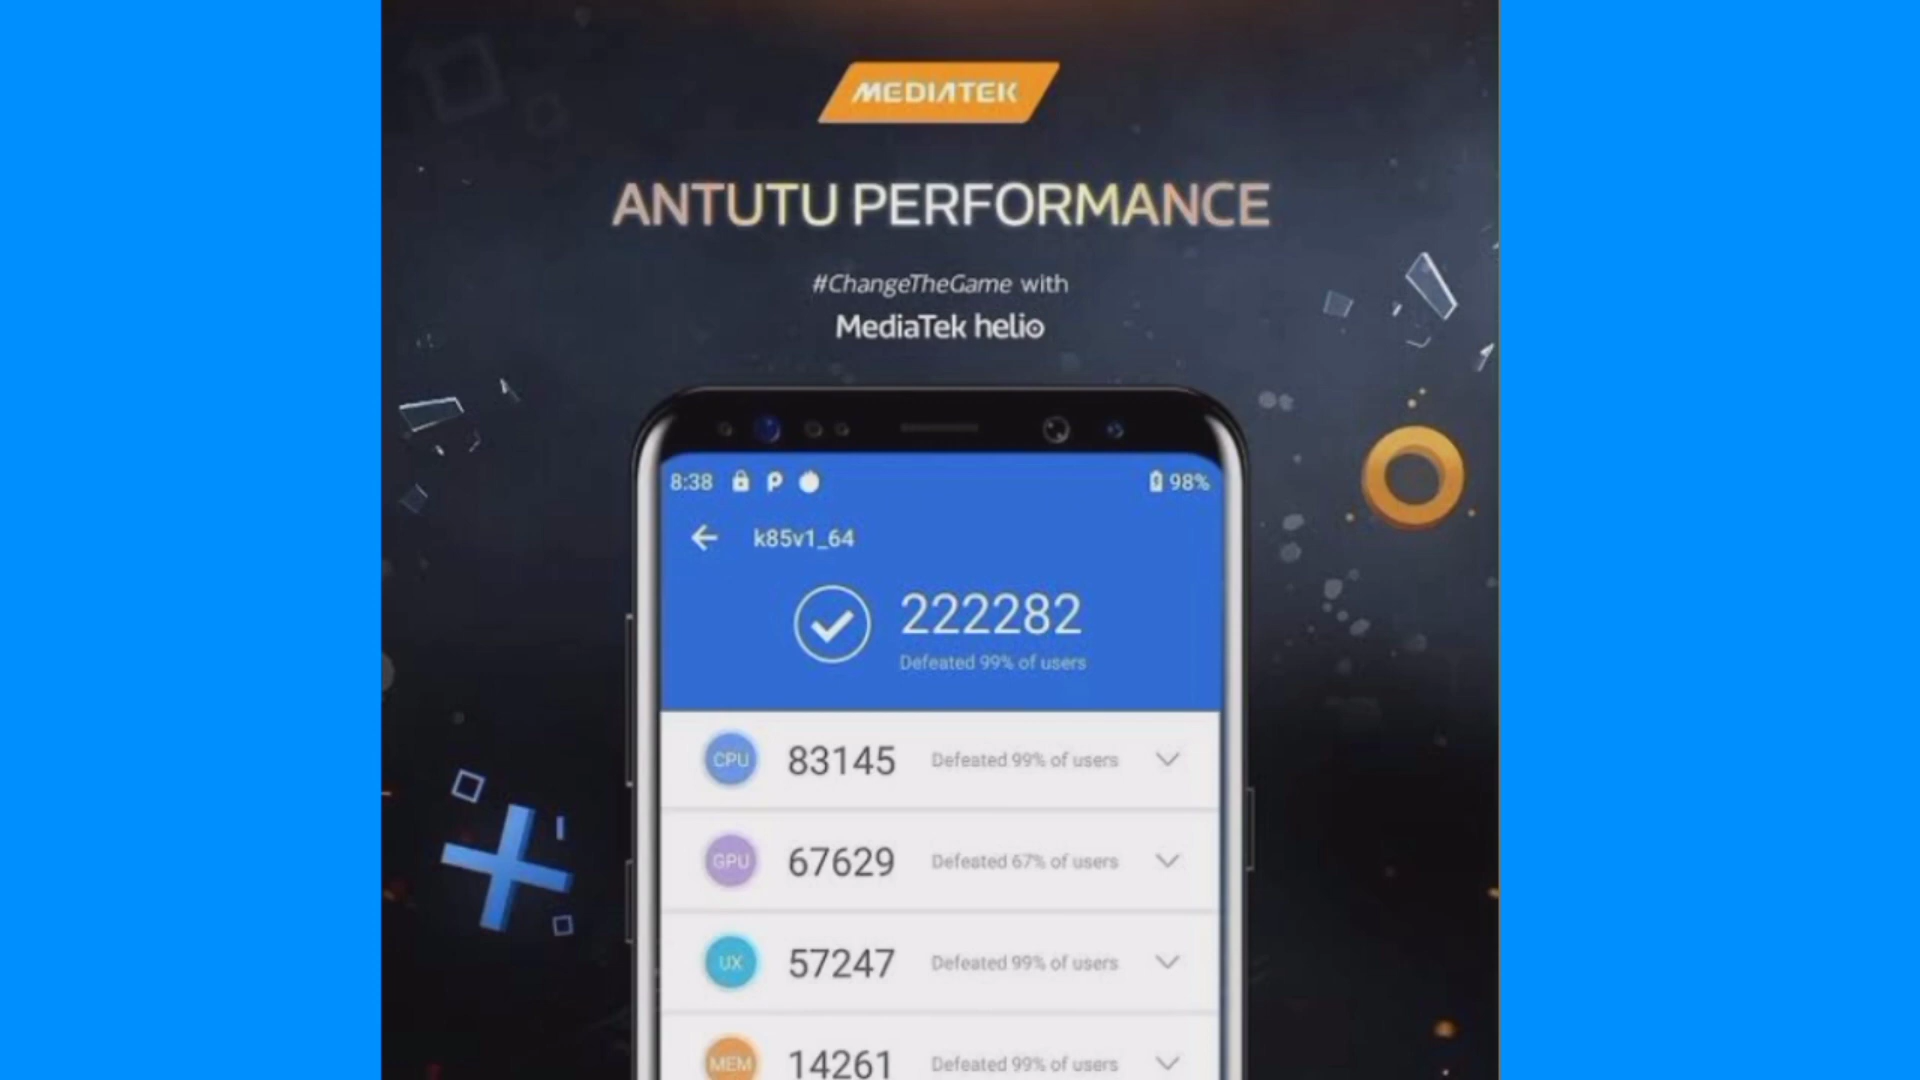 MEDIATEK
ANTUTU PERFORMANCE
#ChangeTheGame with
MediaTek helio
8:38 P 98%
k85v1_64
222282
Defeated 99% of users
CPU 83145 Defeated 99% of users
GPU 67629 Defeated 67% of users
UX 57247 Defeated 99% of users
MEM 14261 Defeated 99% of users